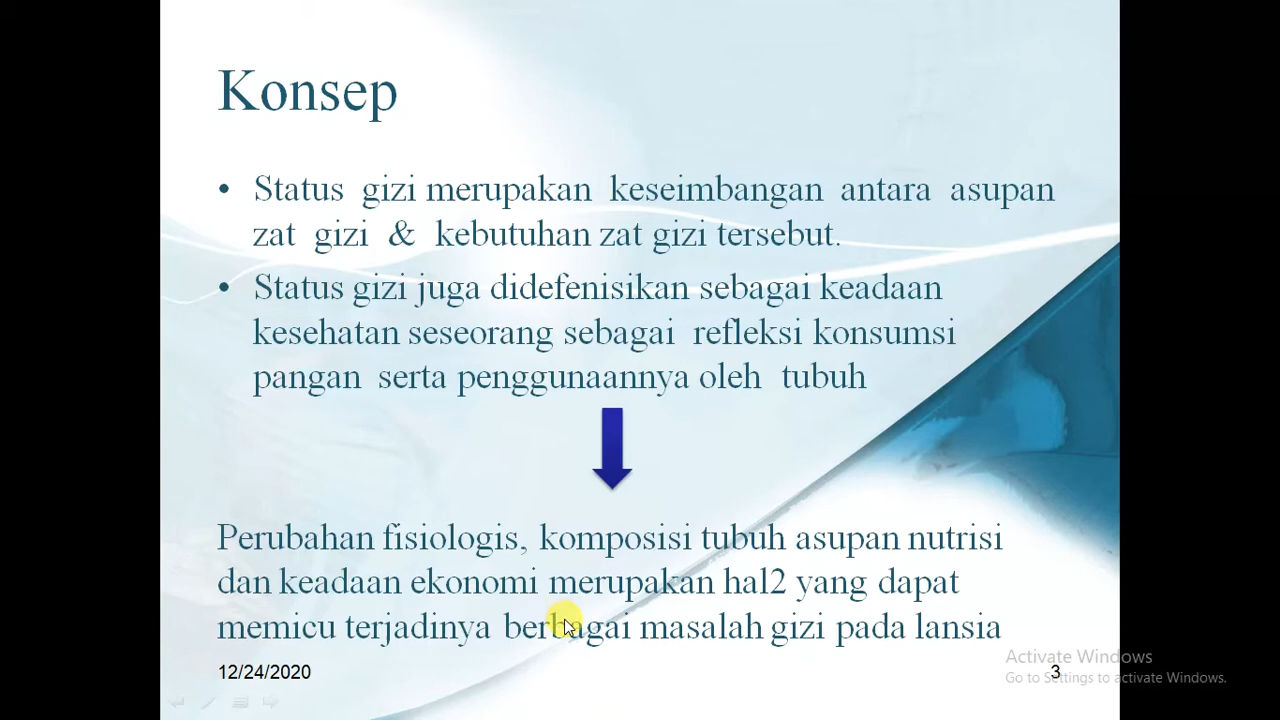 Konsep
• Status gizi merupakan keseimbangan antara asupan
zat gizi & kebutuhan zat gizi tersebut.
• Status gizi juga didefenisikan sebagai keadaan
kesehatan seseorang sebagai refleksi konsumsi
pangan serta penggunaannya oleh tubuh
Perubahan fisiologis, komposisi tubuh asupan nutrisi
dan keadaan ekonomi merupakan hal2 yang dapat
memicu terjadinya berbagai masalah gizi pada lansia
12/24/2020
3
Activate Windows
Go to Settings to activate Windows.